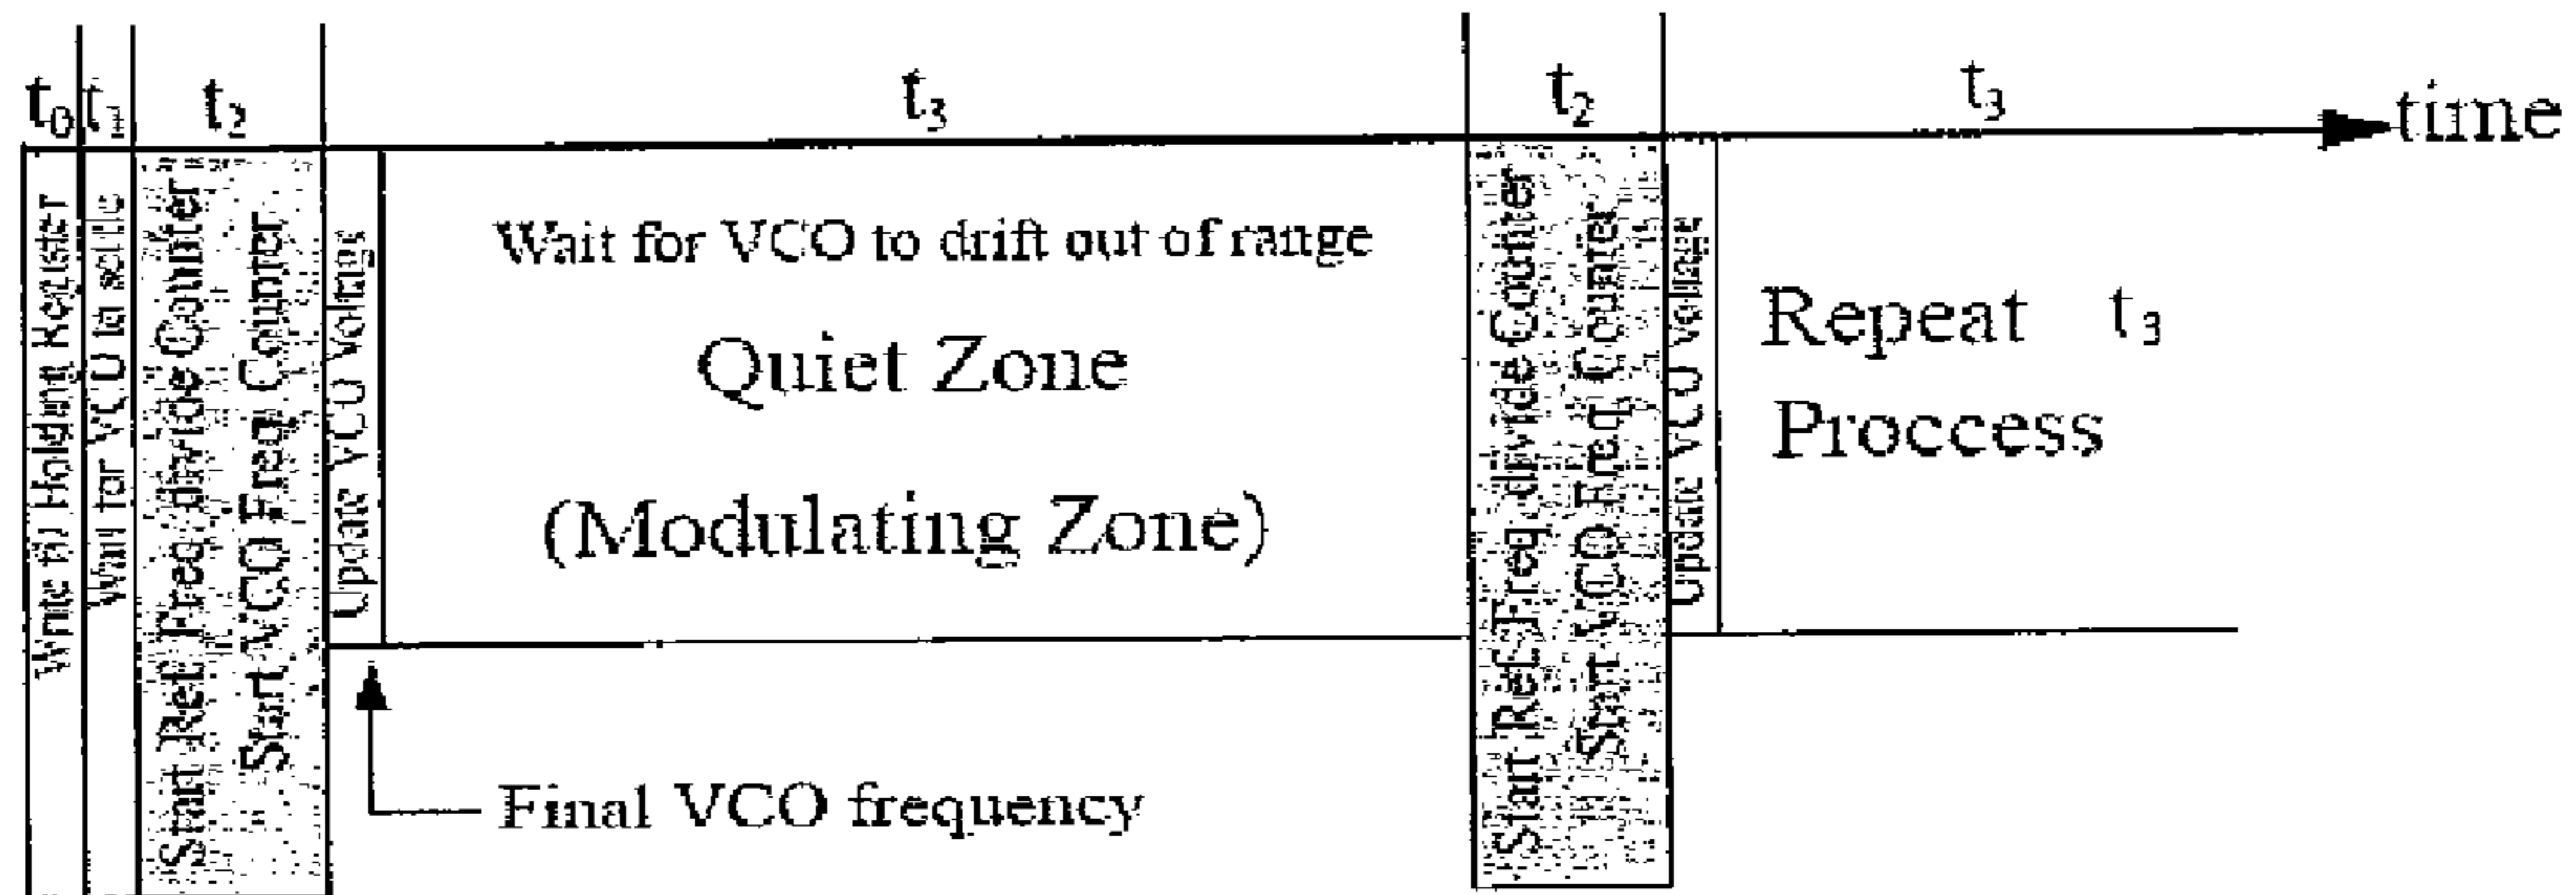 t0 t1 t2 t3 t2 t3 time
Write to Holding Register
Wait for VCO to settle
Start Ref. Freq divide Counter
Start VCO Freq Counter
Update VCO Voltage
Wait for VCO to drift out of range
Quiet Zone
(Modulating Zone)
Final VCO frequency
Start Ref. Freq divide Counter
Start VCO Freq. Counter
Update VCO Voltage
Repeat t3
Proccess